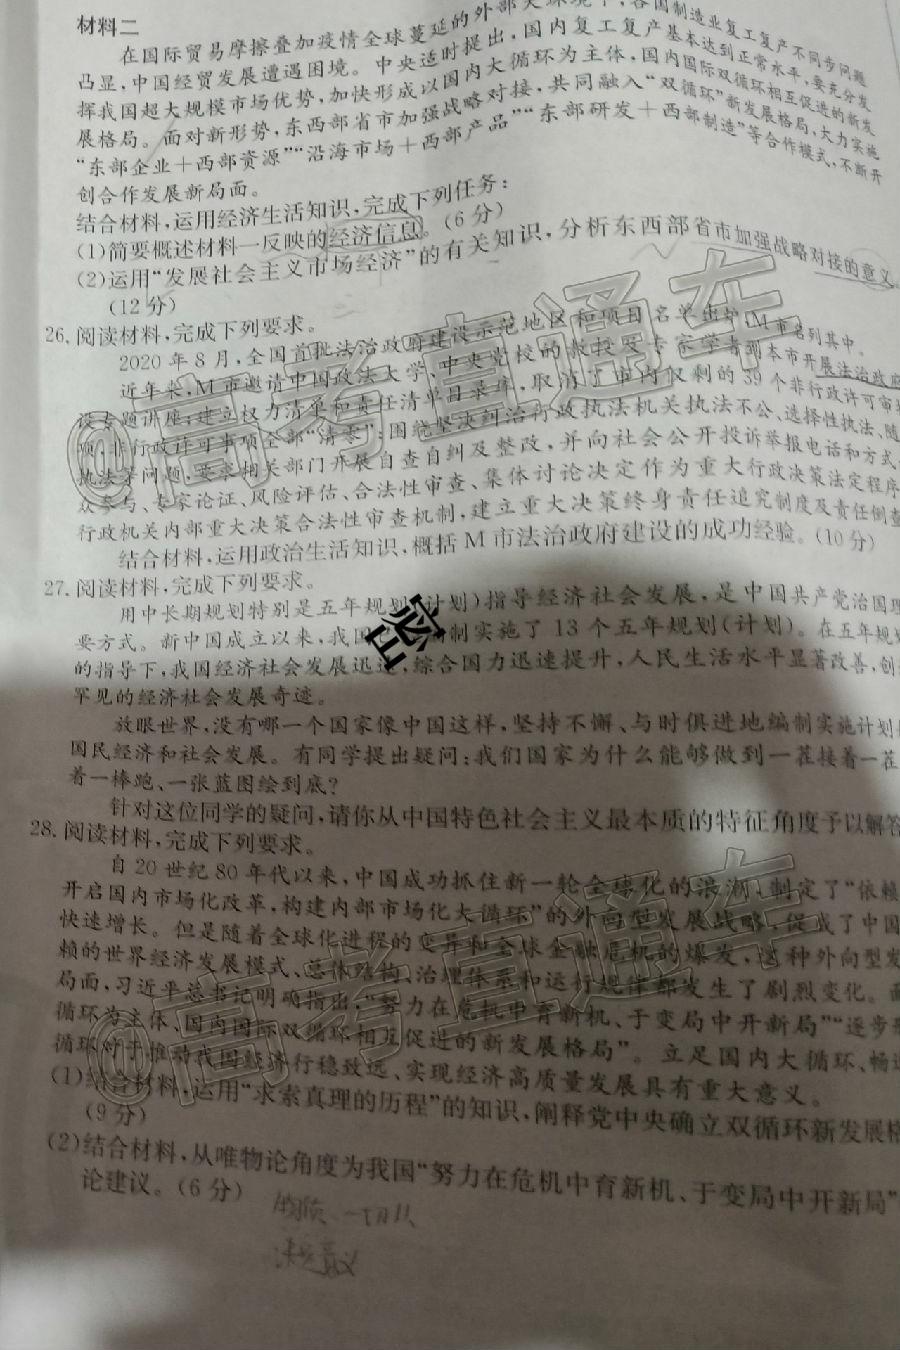 材料二
在国际贸易摩擦叠加疫情全球蔓延的外部大环境下,各国制造业复工复产不同步问题
凸显,中国经贸发展遭遇困境。中央适时提出,国内复工复产基本达到正常水平,要充分发
挥我国超大规模市场优势,加快形成以国内大循环为主体,国内国际双循环相互促进的新发
展格局。面对新形势,东西部省市加强战略对接,共同融入“双循环”新发展格局,大力实施
“东部企业+西部资源”“沿海市场+西部产品”“东部研发+西部制造”等合作模式,不断开
创合作发展新局面。
结合材料,运用经济生活知识,完成下列任务:
(1)简要概述材料一反映的经济信息。(6分)
(2)运用“发展社会主义市场经济”的有关知识,分析东西部省市加强战略对接的意义。
(12分)
26.阅读材料,完成下列要求。
2020年8月,全国首批法治政府建设示范地区和项目名单出炉,M市名列其中。
近年来,M市邀请中国政法大学、中央党校的教授及专家学者到本市开展法治政府
设专题讲座;建立权力清单和责任清单目录库,取消了市内仅剩的39个非行政许可审
项,非行政许可事项全部“清零”;围绕坚决纠治行政执法机关执法不公、选择性执法、随
执法等问题,要求相关部门开展自查自纠及整改,并向社会公开投诉举报电话和方式
众参与、专家论证、风险评估、合法性审查、集体讨论决定作为重大行政决策法定程序
行政机关内部重大决策合法性审查机制,建立重大决策终身责任追究制度及责任倒查
结合材料,运用政治生活知识,概括M市法治政府建设的成功经验。(10分)
27.阅读材料,完成下列要求。
用中长期规划特别是五年规划(计划)指导经济社会发展,是中国共产党治国理
要方式。新中国成立以来,我国 制实施了13个五年规划(计划)。在五年规划
的指导下,我国经济社会发展迅速,综合国力迅速提升,人民生活水平显著改善,创
罕见的经济社会发展奇迹。
放眼世界,没有哪一个国家像中国这样,坚持不懈、与时俱进地编制实施计划
国民经济和社会发展。有同学提出疑问:我们国家为什么能够做到一茬接着一茬
着一棒跑、一张蓝图绘到底?
针对这位同学的疑问,请你从中国特色社会主义最本质的特征角度予以解答
28.阅读材料,完成下列要求。
自20世纪80年代以来,中国成功抓住新一轮全球化的浪潮,制定了“依赖
开启国内市场化改革,构建内部市场化大循环”的外向型发展战略,促成了中国
快速增长。但是随着全球化进程的变异和全球金融危机的爆发,这种外向型发
赖的世界经济发展模式、总体结构、治理体系和运行规律都发生了剧烈变化。面
局面,习近平总书记明确指出,“努力在危机中育新机、于变局中开新局”“逐步形
循环为主体、国内国际双循环相互促进的新发展格局”。立足国内大循环、畅通
循环对于推动我国经济行稳致远、实现经济高质量发展具有重大意义。
(1)结合材料,运用“求索真理的历程”的知识,阐释党中央确立双循环新发展格
(9分)
(2)结合材料,从唯物论角度为我国“努力在危机中育新机、于变局中开新局”
论建议。(6分)
密
@高考直通车
@高考直通车